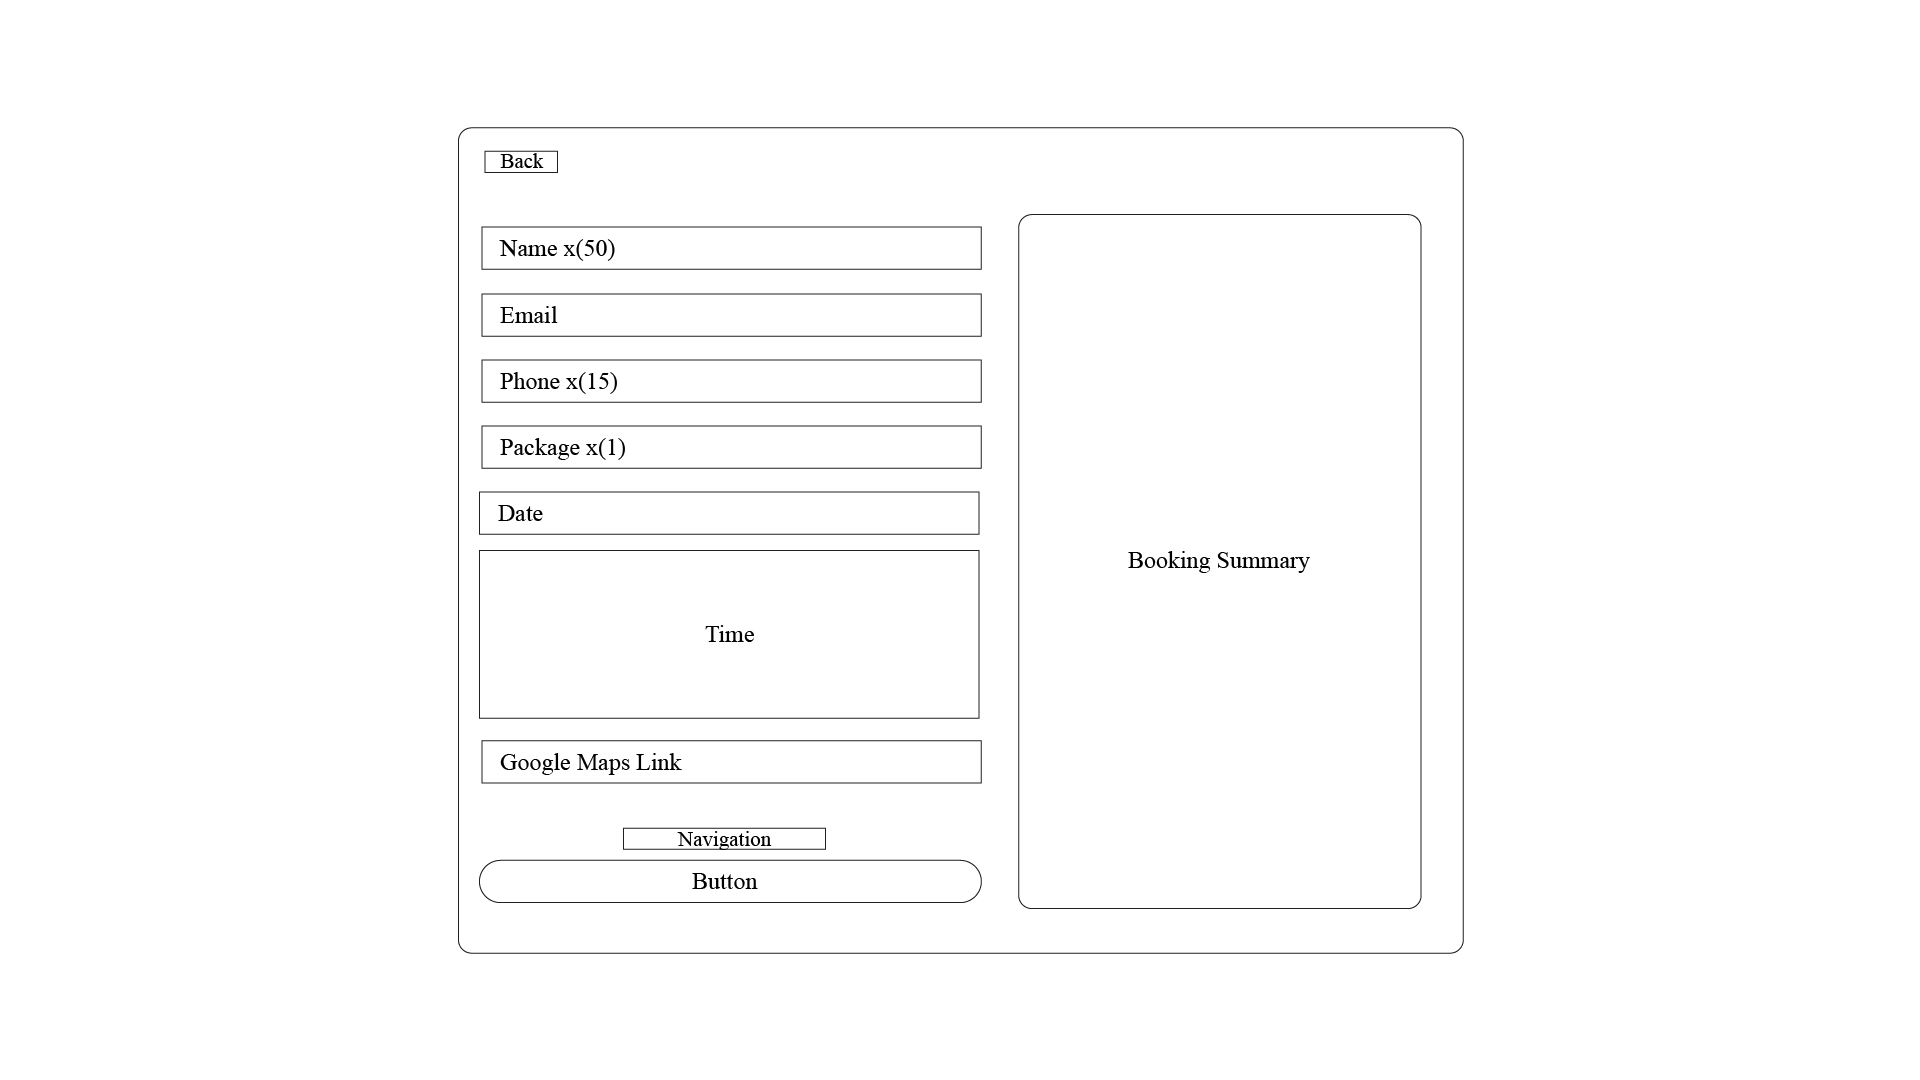 Back
Name x(50)
Email
Phone x(15)
Package x(1)
Date
Time
Google Maps Link
Navigation
Button
Booking Summary